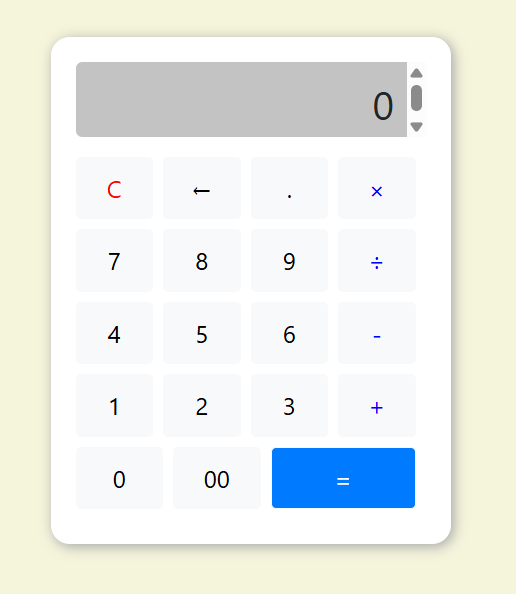 0
C ← . ×
7 8 9 ÷
4 5 6 -
1 2 3 +
0 00 =